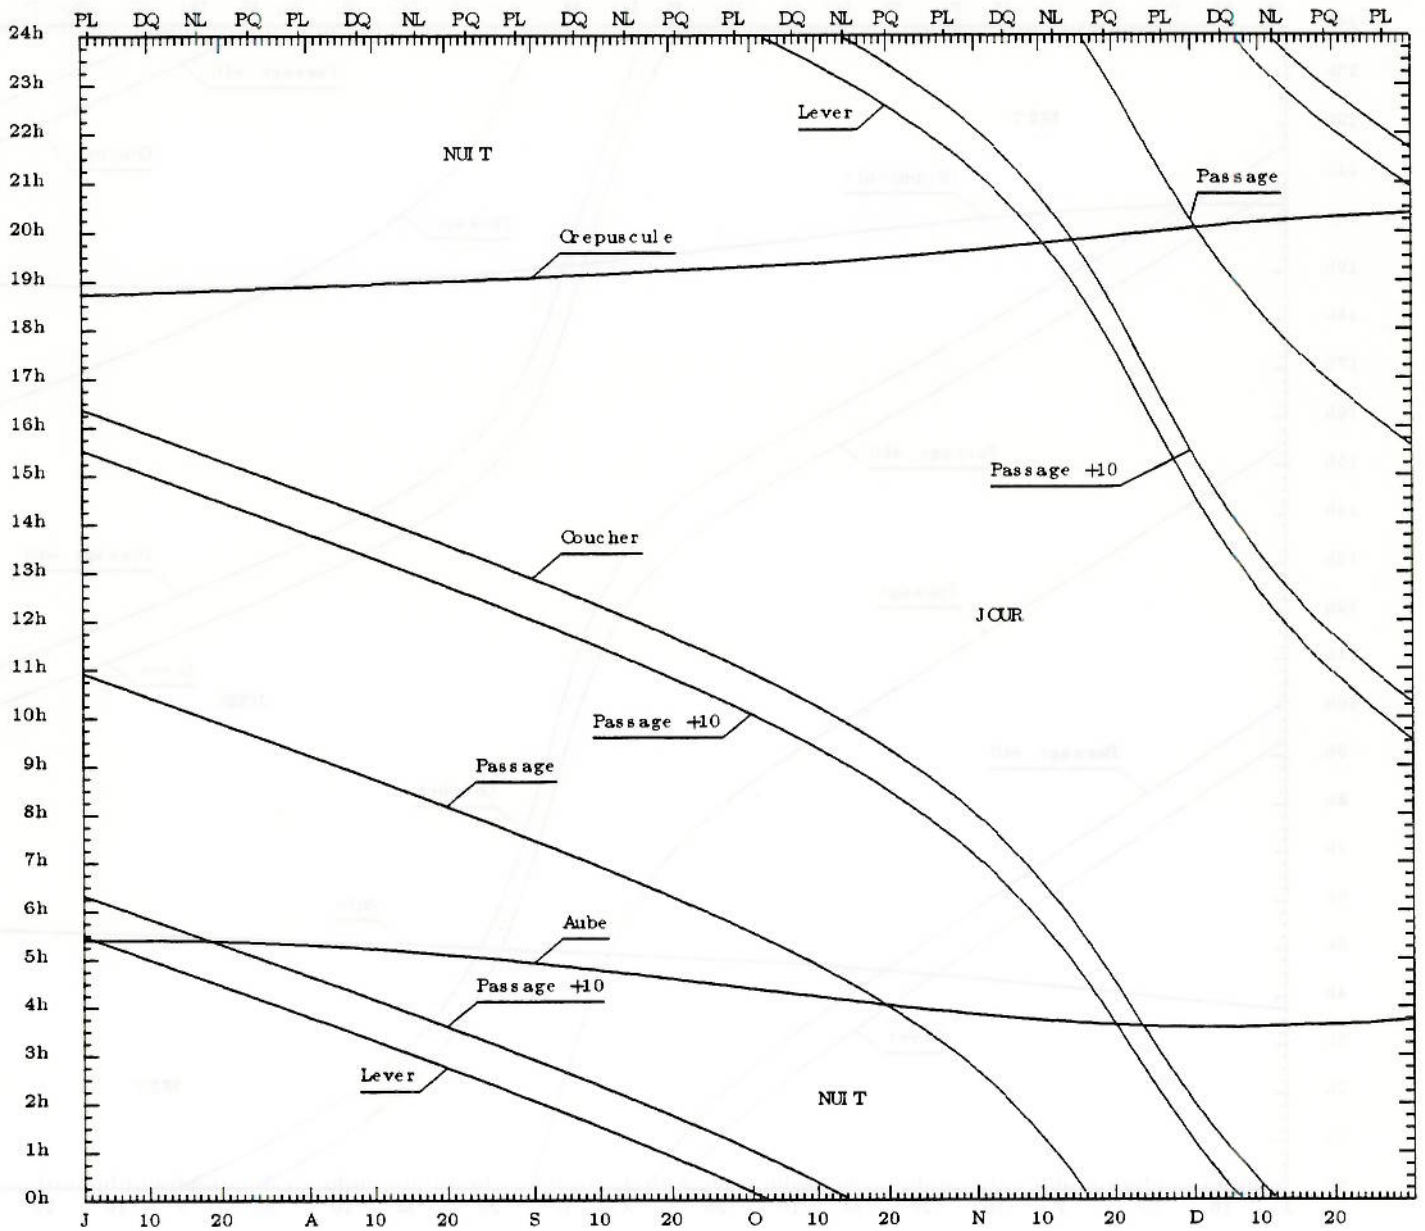 PL DQ NL PQ PL DQ NL PQ PL DQ NL PQ PL DQ NL PQ PL DQ NL PQ PL DQ NL PQ PL
24h
23h
Lever
22h
NUIT
21h
Passage
20h
Crepuscule
19h
18h
17h
16h
15h
Passage +10
14h
Coucher
13h
12h
JOUR
11h
10h
Passage +10
9h
Passage
8h
7h
6h
Aube
5h
Passage +10
4h
3h
Lever
2h
NUIT
1h
0h
J 10 20 A 10 20 S 10 20 O 10 20 N 10 20 D 10 20